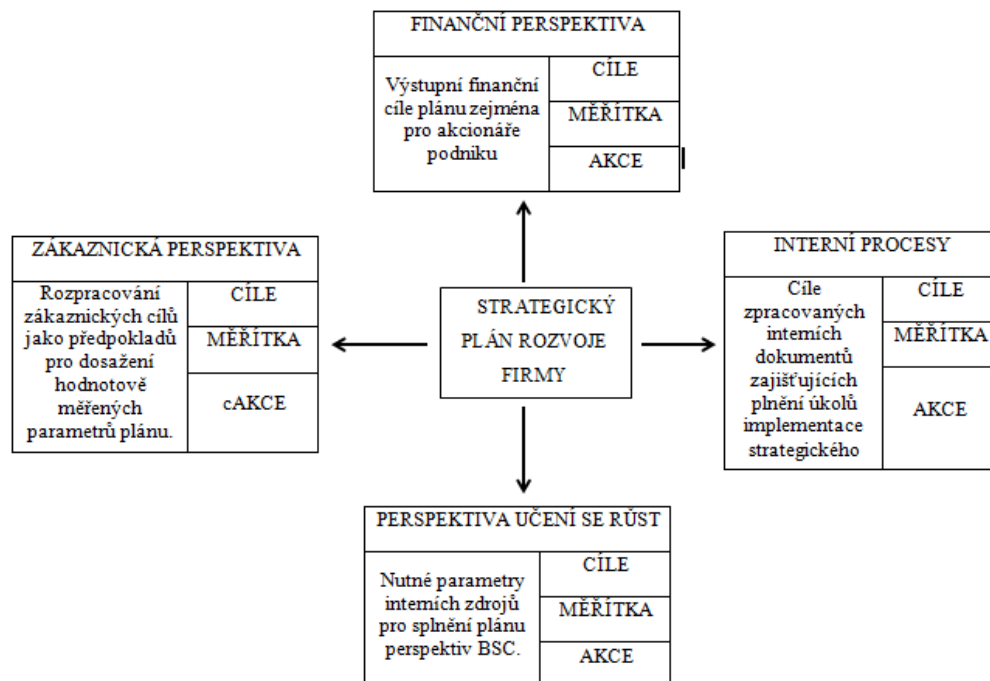 FINANČNÍ PERSPEKTIVA
Výstupní finanční
cíle plánu zejména
pro akcionáře
podniku
CÍLE
MĚŘÍTKA
AKCE
ZÁKAZNICKÁ PERSPEKTIVA
Rozpracování
zákaznických cílů
jako předpokladů
pro dosažení
hodnotově
měřených
parametrů plánu.
CÍLE
MĚŘÍTKA
cAKCE
STRATEGICKÝ
PLÁN ROZVOJE
FIRMY
INTERNÍ PROCESY
Cíle
zpracovaných
interních
dokumentů
zajišťujících
plnění úkolů
implementace
strategického
CÍLE
MĚŘÍTKA
AKCE
PERSPEKTIVA UČENÍ SE RŮST
Nutné parametry
interních zdrojů
pro splnění plánu
perspektiv BSC.
CÍLE
MĚŘÍTKA
AKCE